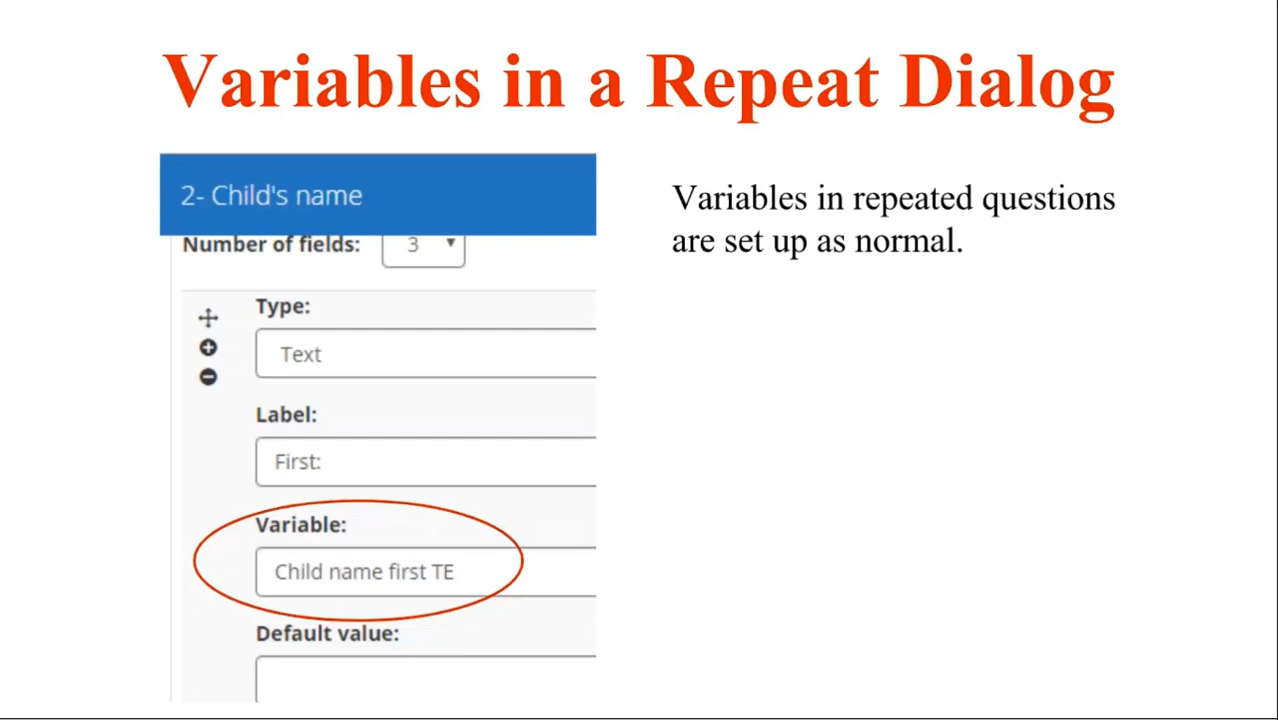 Variables in a Repeat Dialog
2- Child's name
Number of fields: 3
Type:
Text
Label:
First:
Variable:
Child name first TE
Default value:
Variables in repeated questions
are set up as normal.